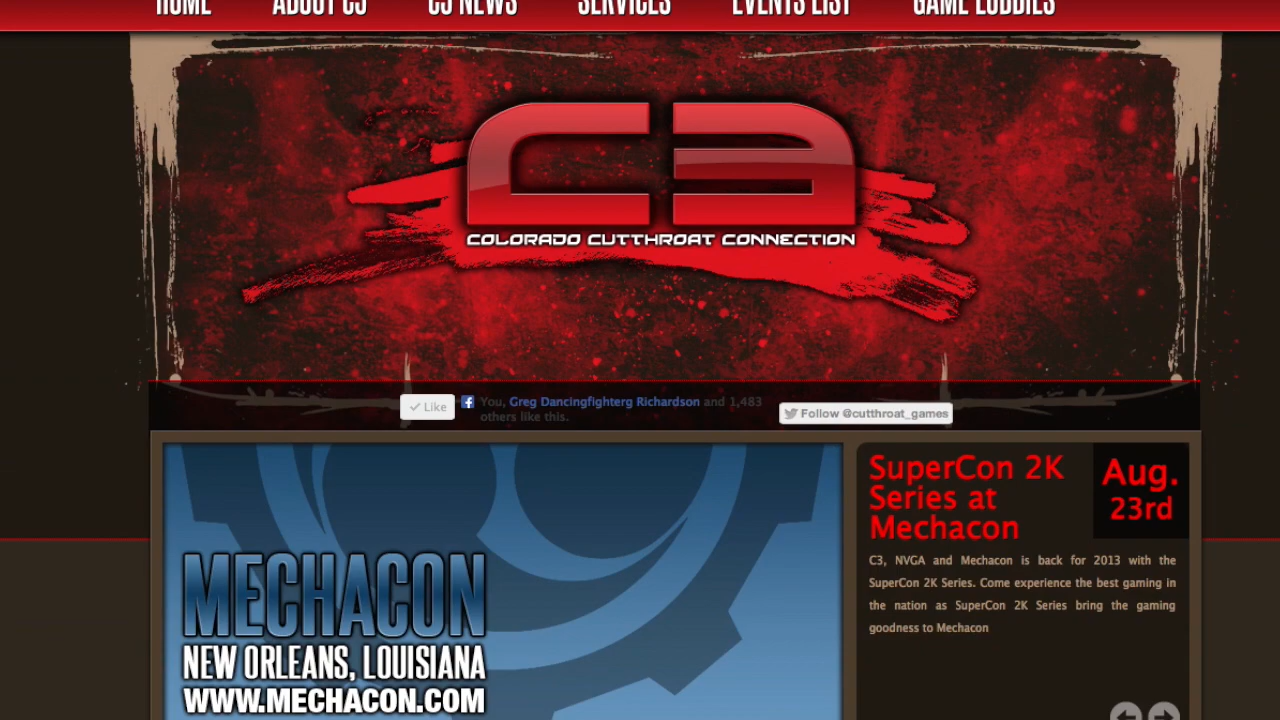 HOME ABOUT C3 C3 NEWS SERVICES EVENTS LIST GAME LOBBIES
C3
COLORADO CUTTHROAT CONNECTION
Like
You, Greg Dancingfighterg Richardson and 1,483
others like this.
Follow @cutthroat_games
MECHACON
NEW ORLEANS, LOUISIANA
WWW.MECHACON.COM
SuperCon 2K
Series at
Mechacon
Aug.
23rd
C3, NVGA and Mechacon is back for 2013 with the
SuperCon 2K Series. Come experience the best gaming in
the nation as SuperCon 2K Series bring the gaming
goodness to Mechacon